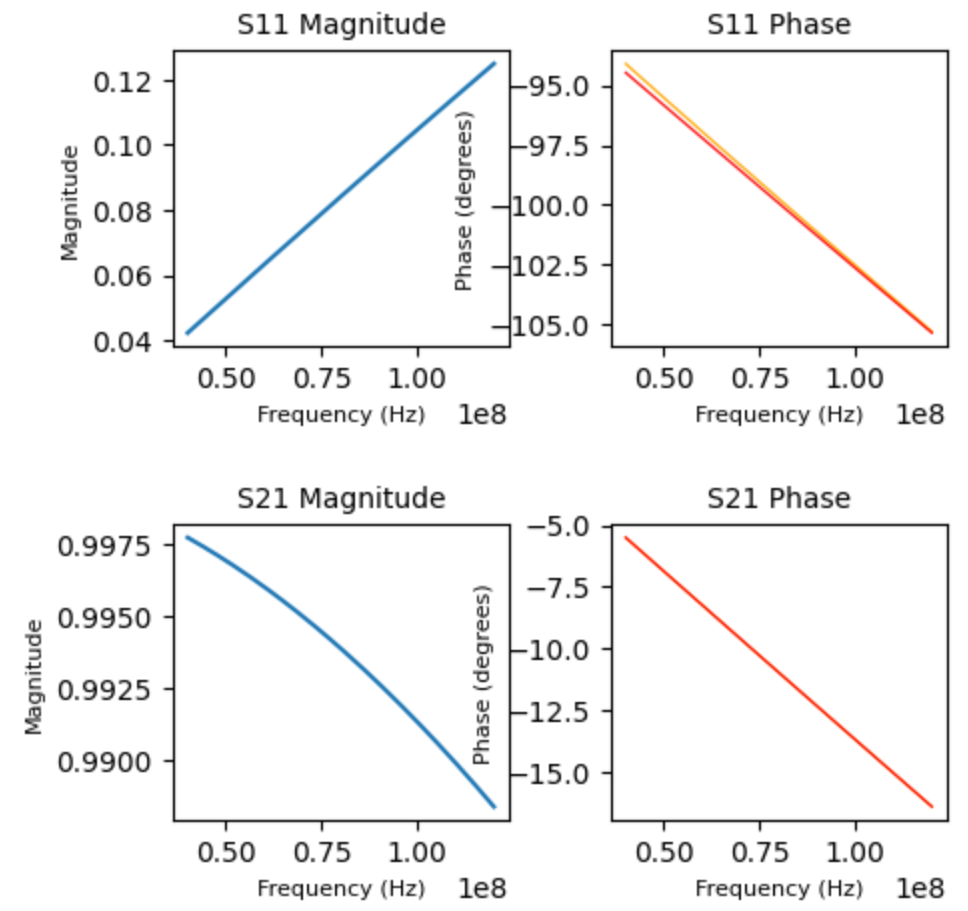 S11 Magnitude
Magnitude
0.12
0.10
0.08
0.06
0.04
0.50 0.75 1.00
Frequency (Hz) 1e8
S11 Phase
Phase (degrees)
−95.0
−97.5
−100.0
−102.5
−105.0
0.50 0.75 1.00
Frequency (Hz) 1e8
S21 Magnitude
Magnitude
0.9975
0.9950
0.9925
0.9900
0.50 0.75 1.00
Frequency (Hz) 1e8
S21 Phase
Phase (degrees)
−5.0
−7.5
−10.0
−12.5
−15.0
0.50 0.75 1.00
Frequency (Hz) 1e8